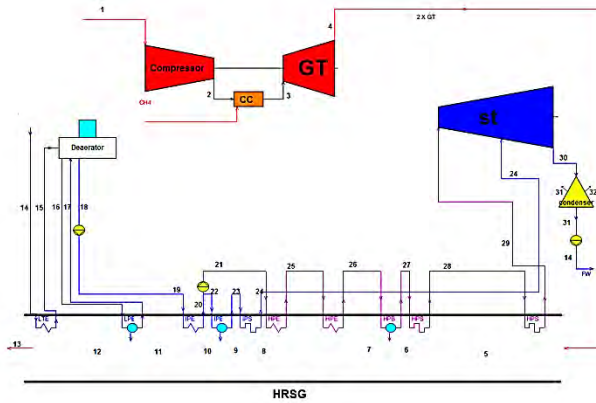 1
4
2 X GT
Compressor
GT
2
CC
3
CH4
st
Deaerator
30
24
31
32
condenser
14
15
16
17
18
31
29
14
FW
21
25
26
27
28
19
20
22
23
24
LTE
LPE
IPE
IPE
IPS
HPE
HPE
HPB
HPS
HPS
13
12
11
10
9
8
7
6
5
HRSG